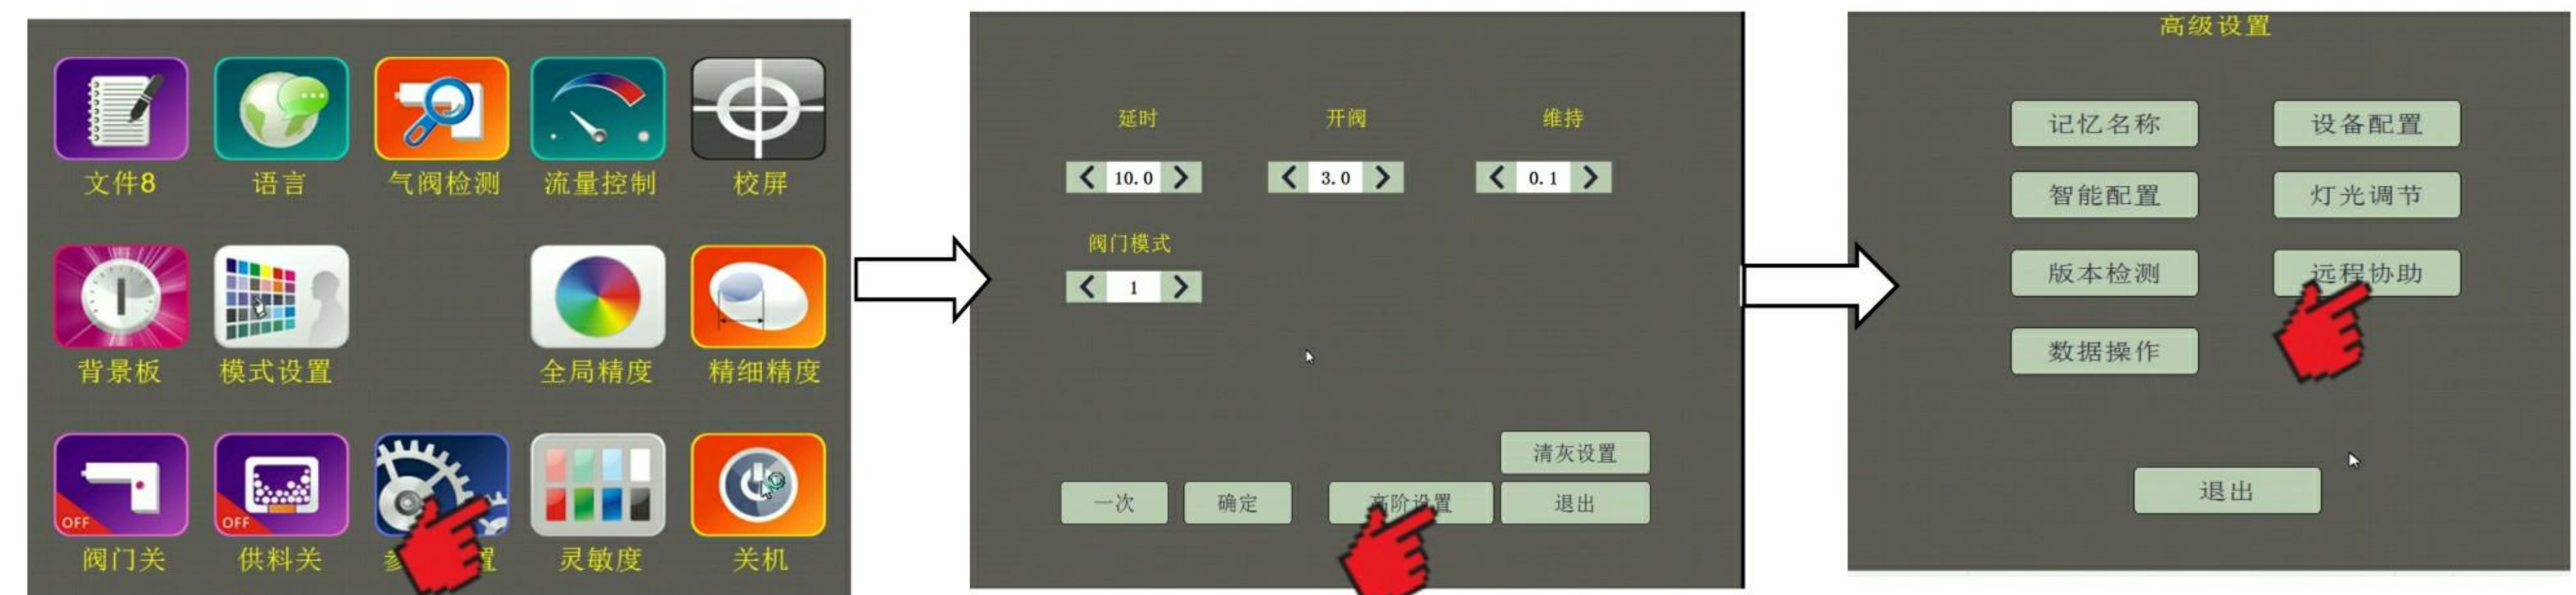 文件8 语言 气阀检测 流量控制 校屏
背景板 模式设置 全局精度 精细精度
OFF OFF
阀门关 供料关 参 置 灵敏度 关机
延时 开阀 维持
10.0 3.0 0.1
阀门模式
1
清灰设置
一次 确定 高阶设置 退出
高级设置
记忆名称 设备配置
智能配置 灯光调节
版本检测 远程协助
数据操作
退出